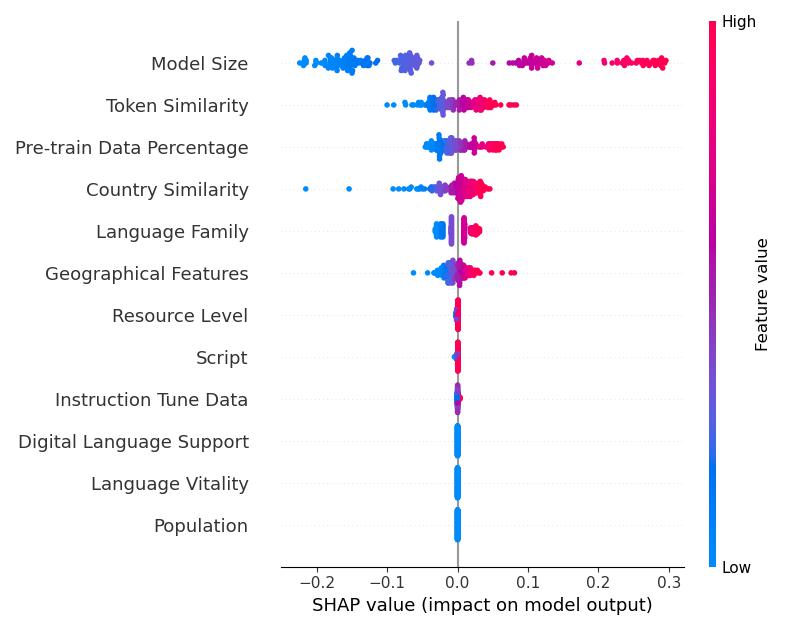 High
Model Size
Token Similarity
Pre-train Data Percentage
Country Similarity
Language Family
Geographical Features
Resource Level
Script
Instruction Tune Data
Digital Language Support
Language Vitality
Population
Feature value
Low
−0.2 −0.1 0.0 0.1 0.2 0.3
SHAP value (impact on model output)